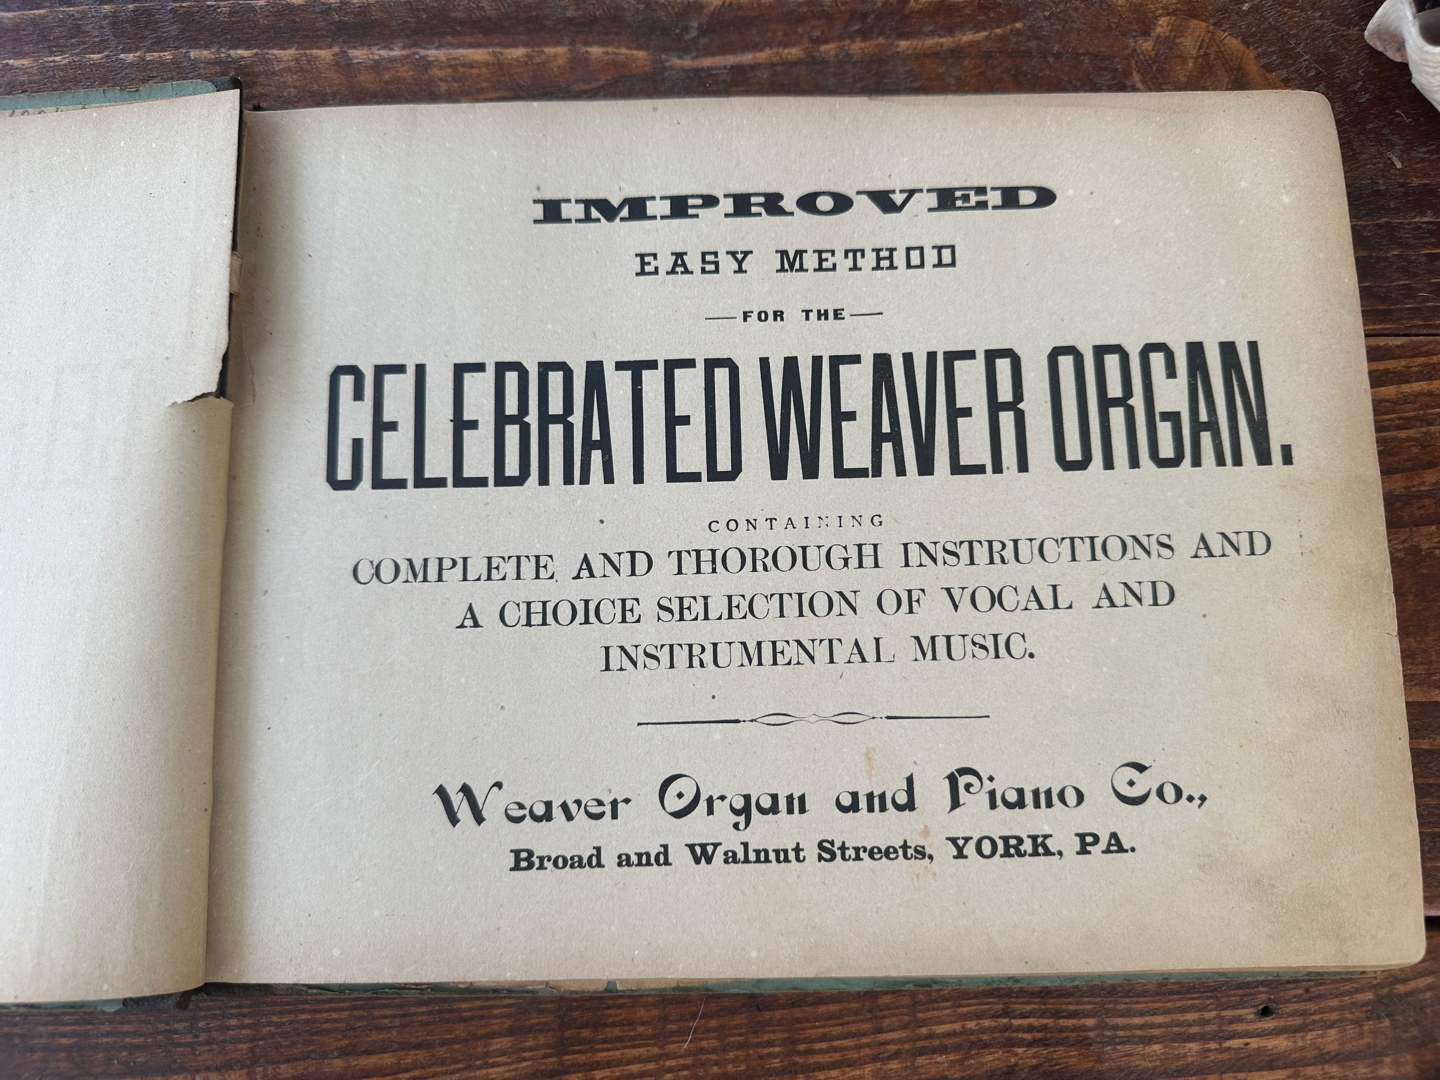 IMPROVED
EASY METHOD
—FOR THE—
CELEBRATED WEAVER ORGAN.
CONTAINING
COMPLETE AND THOROUGH INSTRUCTIONS AND
A CHOICE SELECTION OF VOCAL AND
INSTRUMENTAL MUSIC.
Weaver Organ and Piano Co.,
Broad and Walnut Streets, YORK, PA.